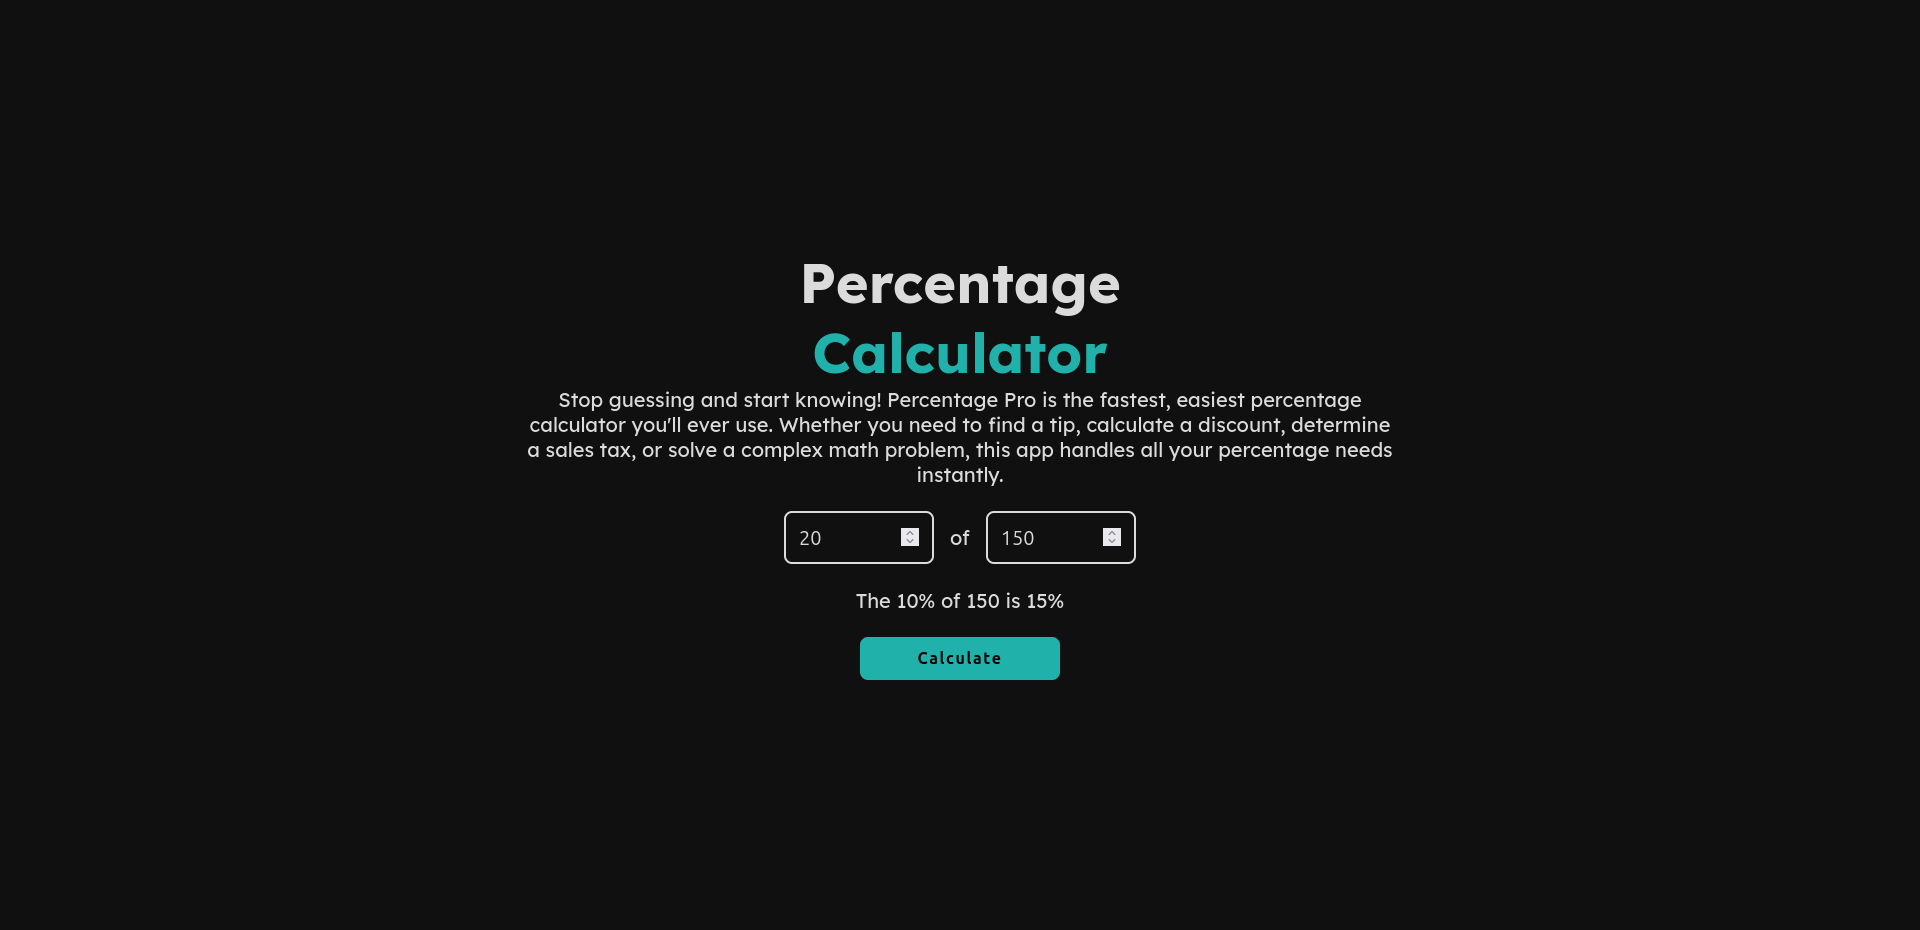 Percentage
Calculator
Stop guessing and start knowing! Percentage Pro is the fastest, easiest percentage
calculator you'll ever use. Whether you need to find a tip, calculate a discount, determine
a sales tax, or solve a complex math problem, this app handles all your percentage needs
instantly.
20 of 150
The 10% of 150 is 15%
Calculate